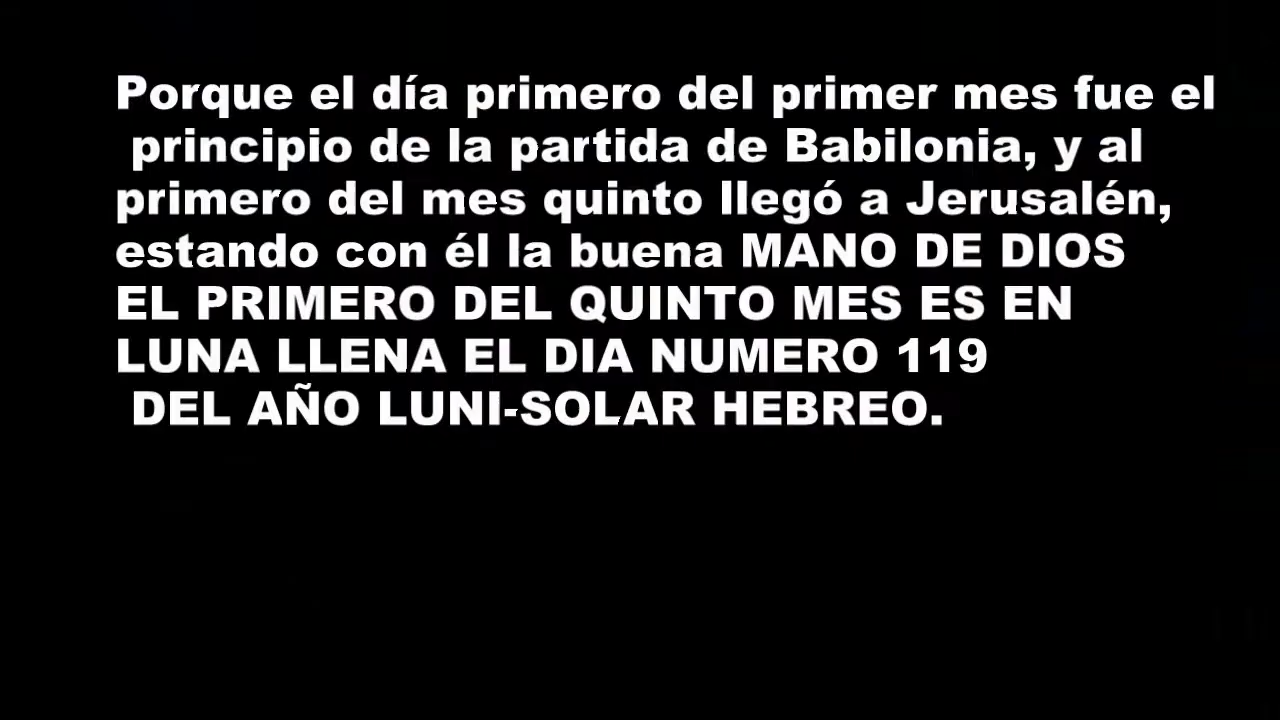 Porque el día primero del primer mes fue el
principio de la partida de Babilonia, y al
primero del mes quinto llegó a Jerusalén,
estando con él la buena MANO DE DIOS
EL PRIMERO DEL QUINTO MES ES EN
LUNA LLENA EL DIA NUMERO 119
DEL AÑO LUNI-SOLAR HEBREO.